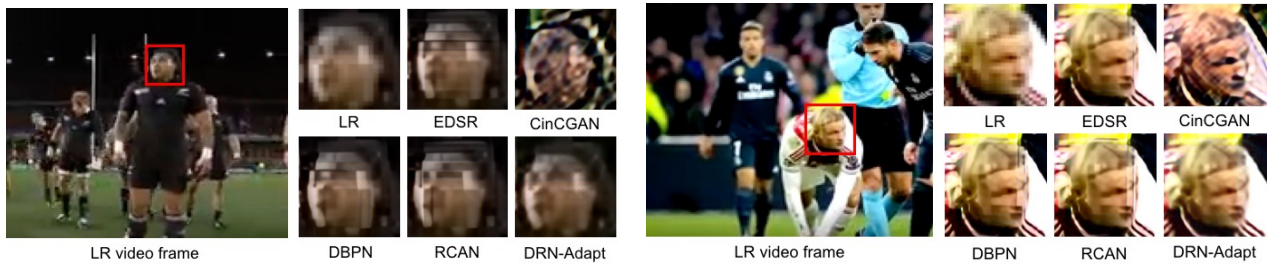 LR EDSR CinCGAN
DBPN RCAN DRN-Adapt
LR video frame
Emirates
LR EDSR CinCGAN
DBPN RCAN DRN-Adapt
LR video frame